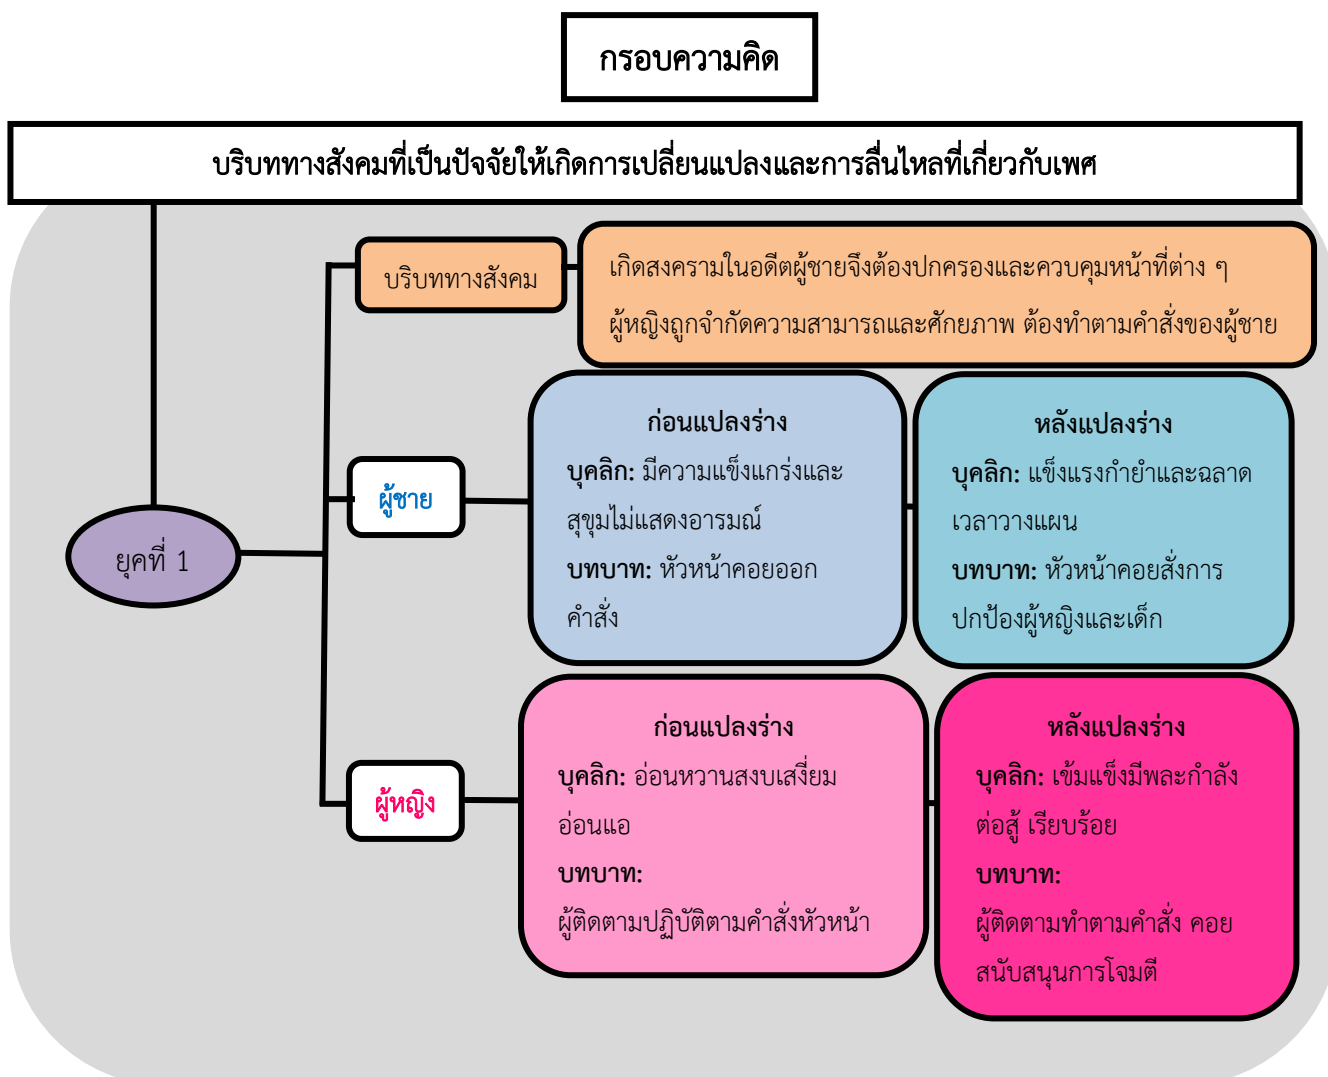 กรอบความคิด
บริบททางสังคมที่เป็นปัจจัยให้เกิดการเปลี่ยนแปลงและการลื่นไหลที่เกี่ยวกับเพศ
บริบททางสังคม
เกิดสงครามในอดีตผู้ชายจึงต้องปกครองและควบคุมหน้าที่ต่าง ๆ
ผู้หญิงถูกจำกัดความสามารถและศักยภาพ ต้องทำตามคำสั่งของผู้ชาย
ยุคที่ 1
ผู้ชาย
ก่อนแปลงร่าง
บุคลิก: มีความแข็งแกร่งและ
สุขุมไม่แสดงอารมณ์
บทบาท: หัวหน้าคอยออก
คำสั่ง
หลังแปลงร่าง
บุคลิก: แข็งแรงกำยำและฉลาด
เวลาวางแผน
บทบาท: หัวหน้าคอยสั่งการ
ปกป้องผู้หญิงและเด็ก
ผู้หญิง
ก่อนแปลงร่าง
บุคลิก: อ่อนหวานสงบเสงี่ยม
อ่อนแอ
บทบาท:
ผู้ติดตามปฏิบัติตามคำสั่งหัวหน้า
หลังแปลงร่าง
บุคลิก: เข้มแข็งมีพละกำลัง
ต่อสู้ เรียบร้อย
บทบาท:
ผู้ติดตามทำตามคำสั่ง คอย
สนับสนุนการโจมตี